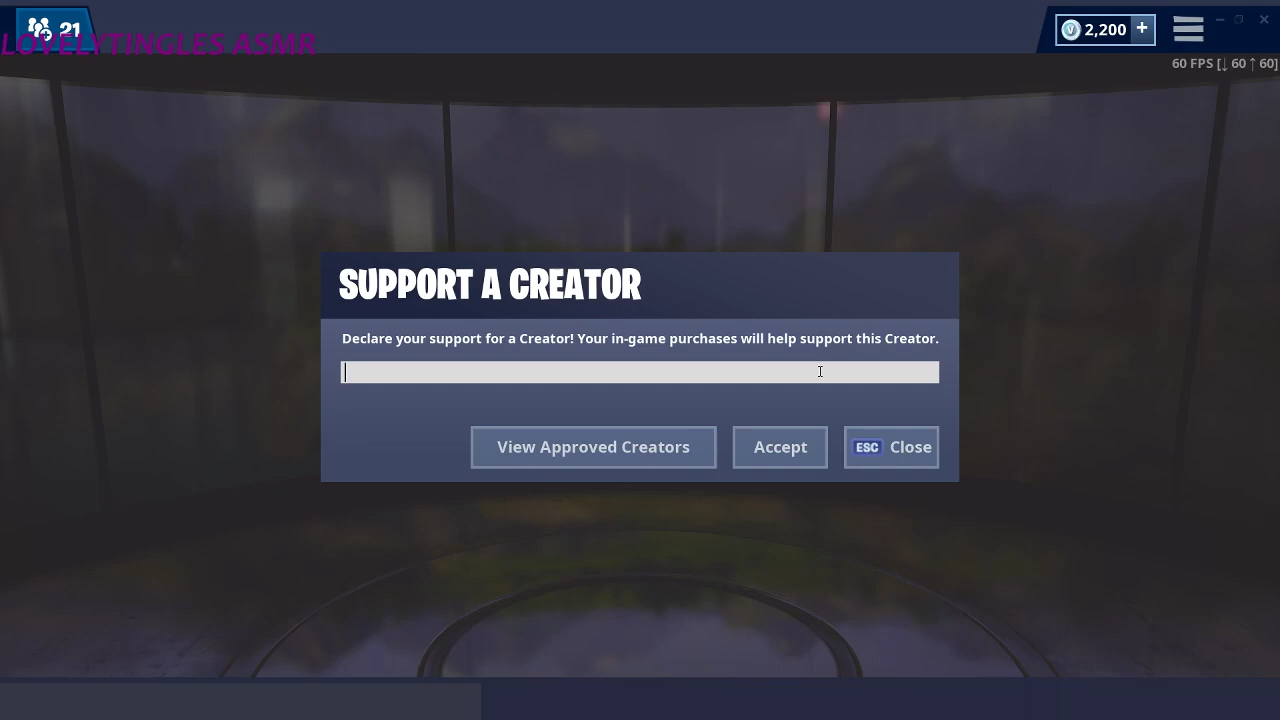 21
LOVELYTINGLES ASMR
2,200 +
60 FPS [↓ 60 ↑ 60]
SUPPORT A CREATOR
Declare your support for a Creator! Your in-game purchases will help support this Creator.
View Approved Creators
Accept
ESC Close